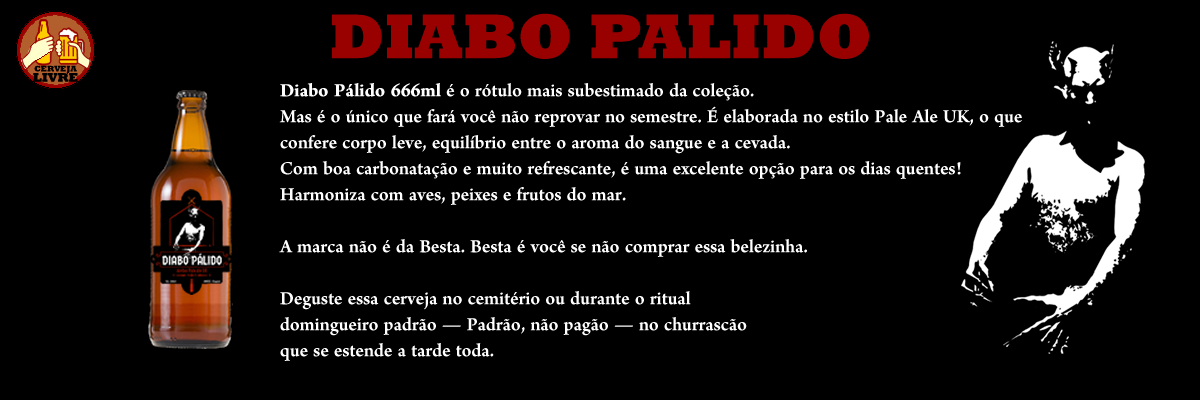 CERVEJA
LIVRE
DIABO PALIDO
Diabo Pálido 666ml é o rótulo mais subestimado da coleção.
Mas é o único que fará você não reprovar no semestre. É elaborada no estilo Pale Ale UK, o que
confere corpo leve, equilíbrio entre o aroma do sangue e a cevada.
Com boa carbonatação e muito refrescante, é uma excelente opção para os dias quentes!
Harmoniza com aves, peixes e frutos do mar.
A marca não é da Besta. Besta é você se não comprar essa belezinha.
Deguste essa cerveja no cemitério ou durante o ritual
domingueiro padrão — Padrão, não pagão — no churrascão
que se estende a tarde toda.
DIABO PÁLIDO